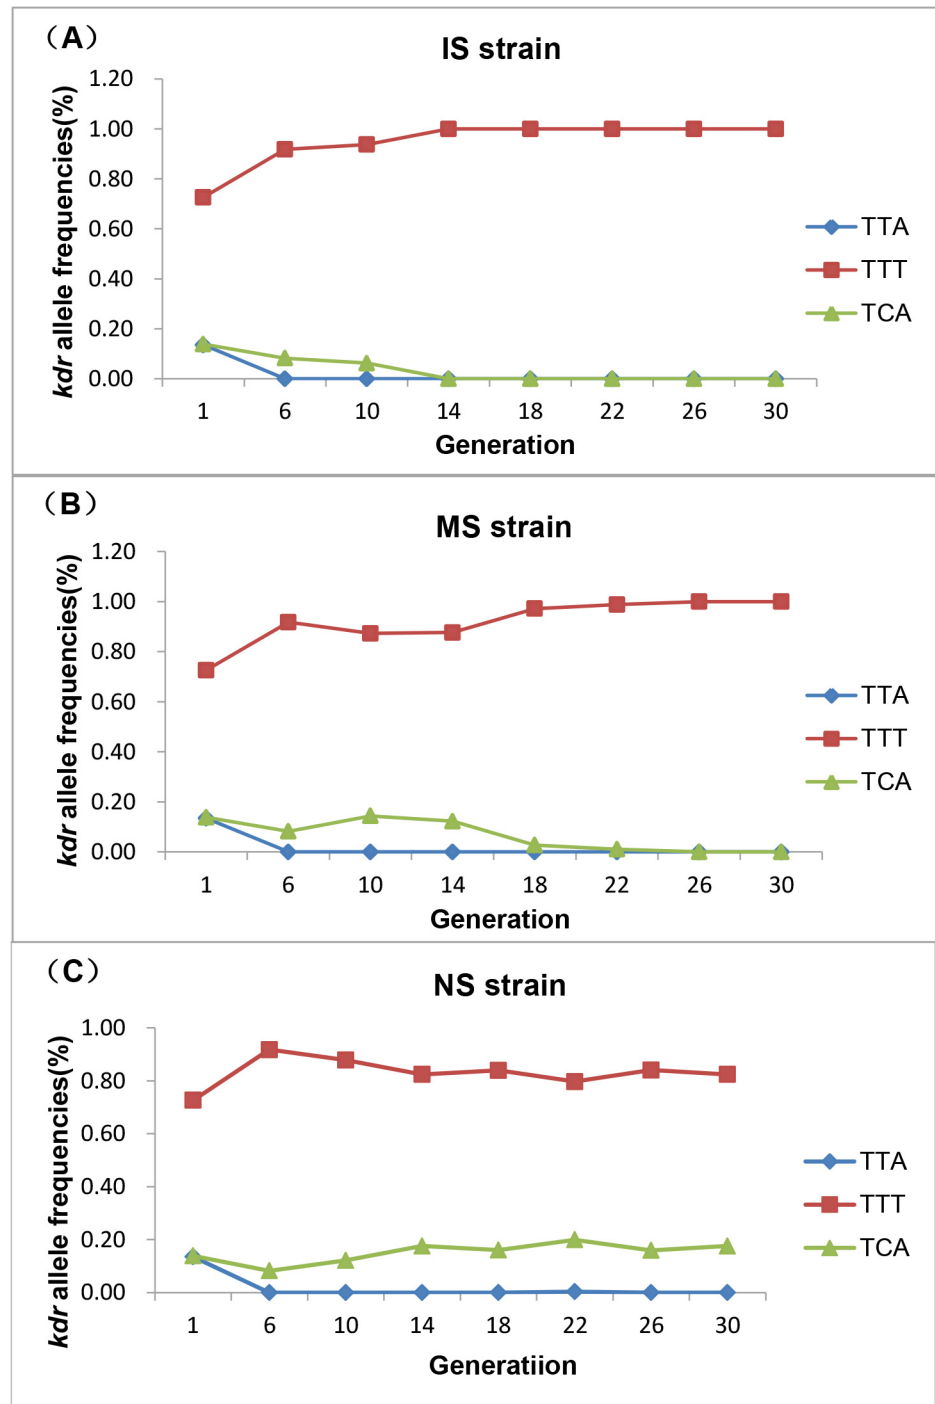 （A）
IS strain
kdr allele frequencies(%)
1.20
1.00
0.80
0.60
0.40
0.20
0.00
1 6 10 14 18 22 26 30
Generation
TTA
TTT
TCA
（B）
MS strain
kdr allele frequencies(%)
1.20
1.00
0.80
0.60
0.40
0.20
0.00
1 6 10 14 18 22 26 30
Generation
TTA
TTT
TCA
（C）
NS strain
kdr allele frequencies(%)
1.00
0.80
0.60
0.40
0.20
0.00
1 6 10 14 18 22 26 30
Generatiion
TTA
TTT
TCA